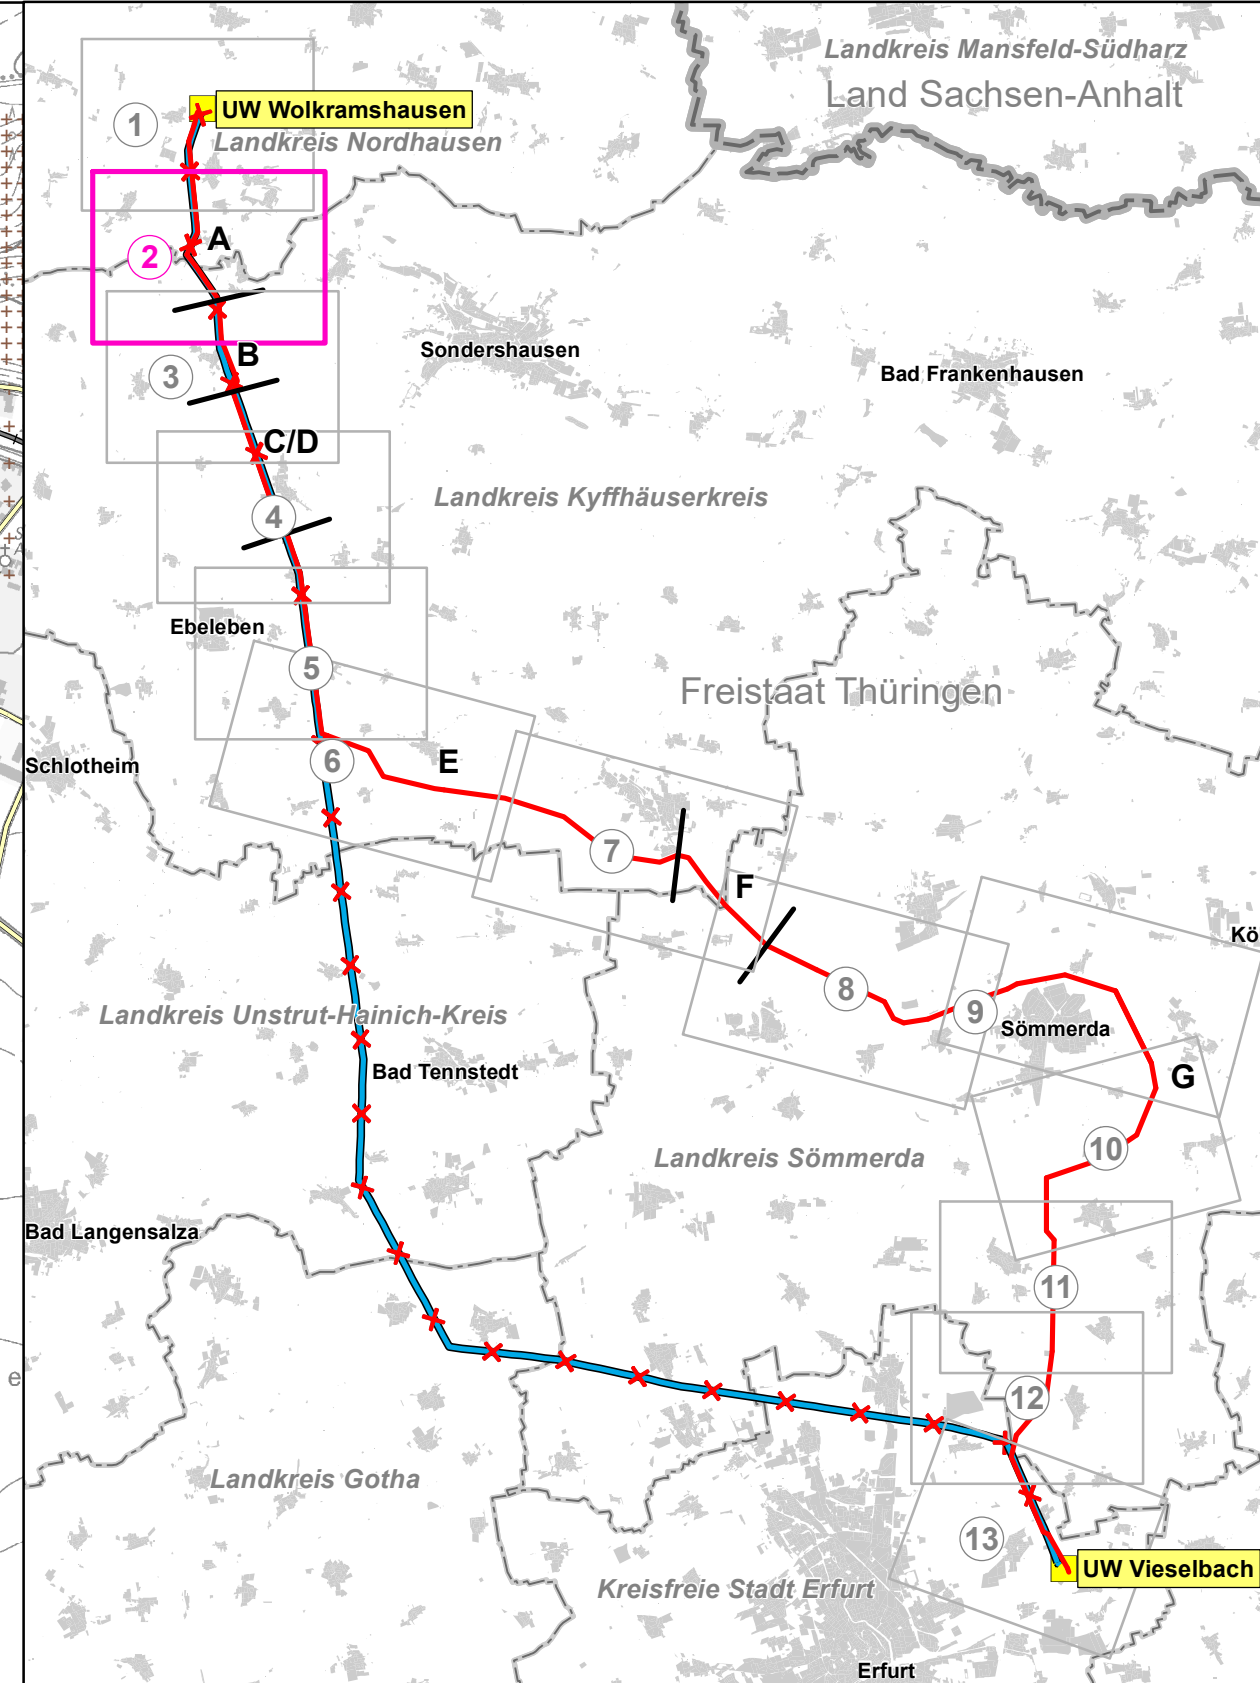 Landkreis Mansfeld-Südharz
Land Sachsen-Anhalt
UW Wolkramshausen
1
Landkreis Nordhausen
A
2
Sondershausen
B
Bad Frankenhausen
3
C/D
Landkreis Kyffhäuserkreis
4
Ebeleben
5
Freistaat Thüringen
Schlotheim
6
E
7
F
Kö
8
9
Landkreis Unstrut-Hainich-Kreis
Sömmerda
Bad Tennstedt
G
10
Landkreis Sömmerda
Bad Langensalza
11
e
12
Landkreis Gotha
13
UW Vieselbach
Kreisfreie Stadt Erfurt
Erfurt